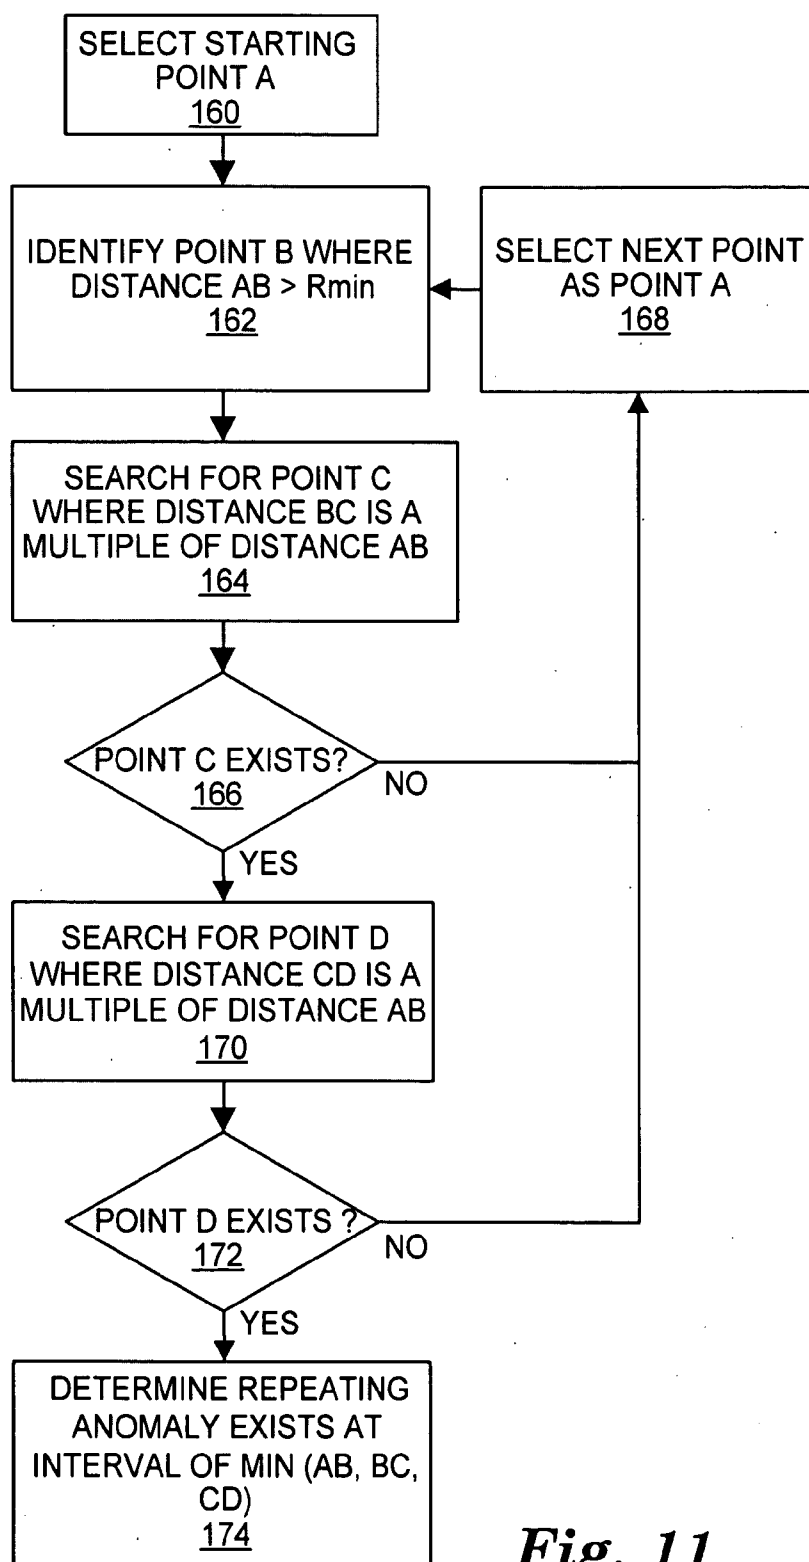 SELECT STARTING
POINT A
160
IDENTIFY POINT B WHERE
DISTANCE AB > Rmin
162
SELECT NEXT POINT
AS POINT A
168
SEARCH FOR POINT C
WHERE DISTANCE BC IS A
MULTIPLE OF DISTANCE AB
164
POINT C EXISTS?
166
NO
YES
SEARCH FOR POINT D
WHERE DISTANCE CD IS A
MULTIPLE OF DISTANCE AB
170
POINT D EXISTS ?
172
NO
YES
DETERMINE REPEATING
ANOMALY EXISTS AT
INTERVAL OF MIN (AB, BC,
CD)
174
Fig. 11